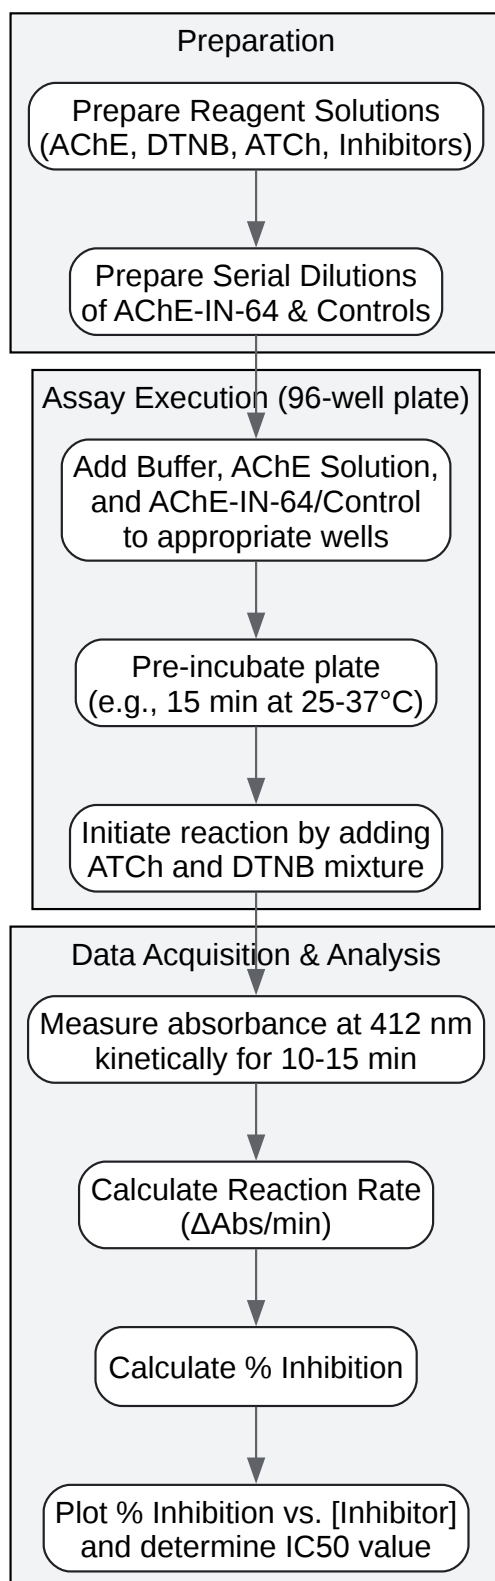 Preparation
Prepare Reagent Solutions
(AChE, DTNB, ATCh, Inhibitors)
Prepare Serial Dilutions
of AChE-IN-64 & Controls
Assay Execution (96-well plate)
Add Buffer, AChE Solution,
and AChE-IN-64/Control
to appropriate wells
Pre-incubate plate
(e.g., 15 min at 25-37°C)
Initiate reaction by adding
ATCh and DTNB mixture
Data Acquisition & Analysis
Measure absorbance at 412 nm
kinetically for 10-15 min
Calculate Reaction Rate
(ΔAbs/min)
Calculate % Inhibition
Plot % Inhibition vs. [Inhibitor]
and determine IC50 value